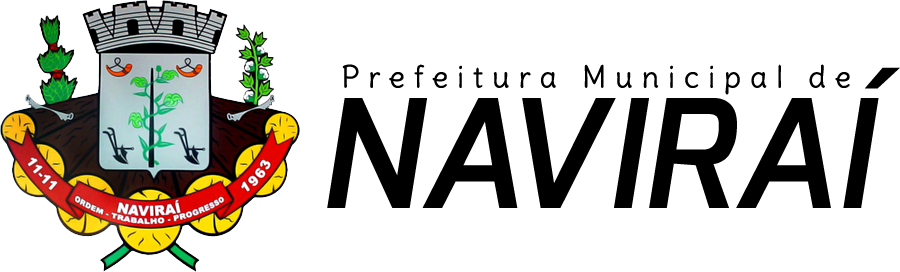 11-11
NAVIRAÍ
ORDEM - TRABALHO - PROGRESSO
1963
Prefeitura Municipal de
NAVIRAÍ